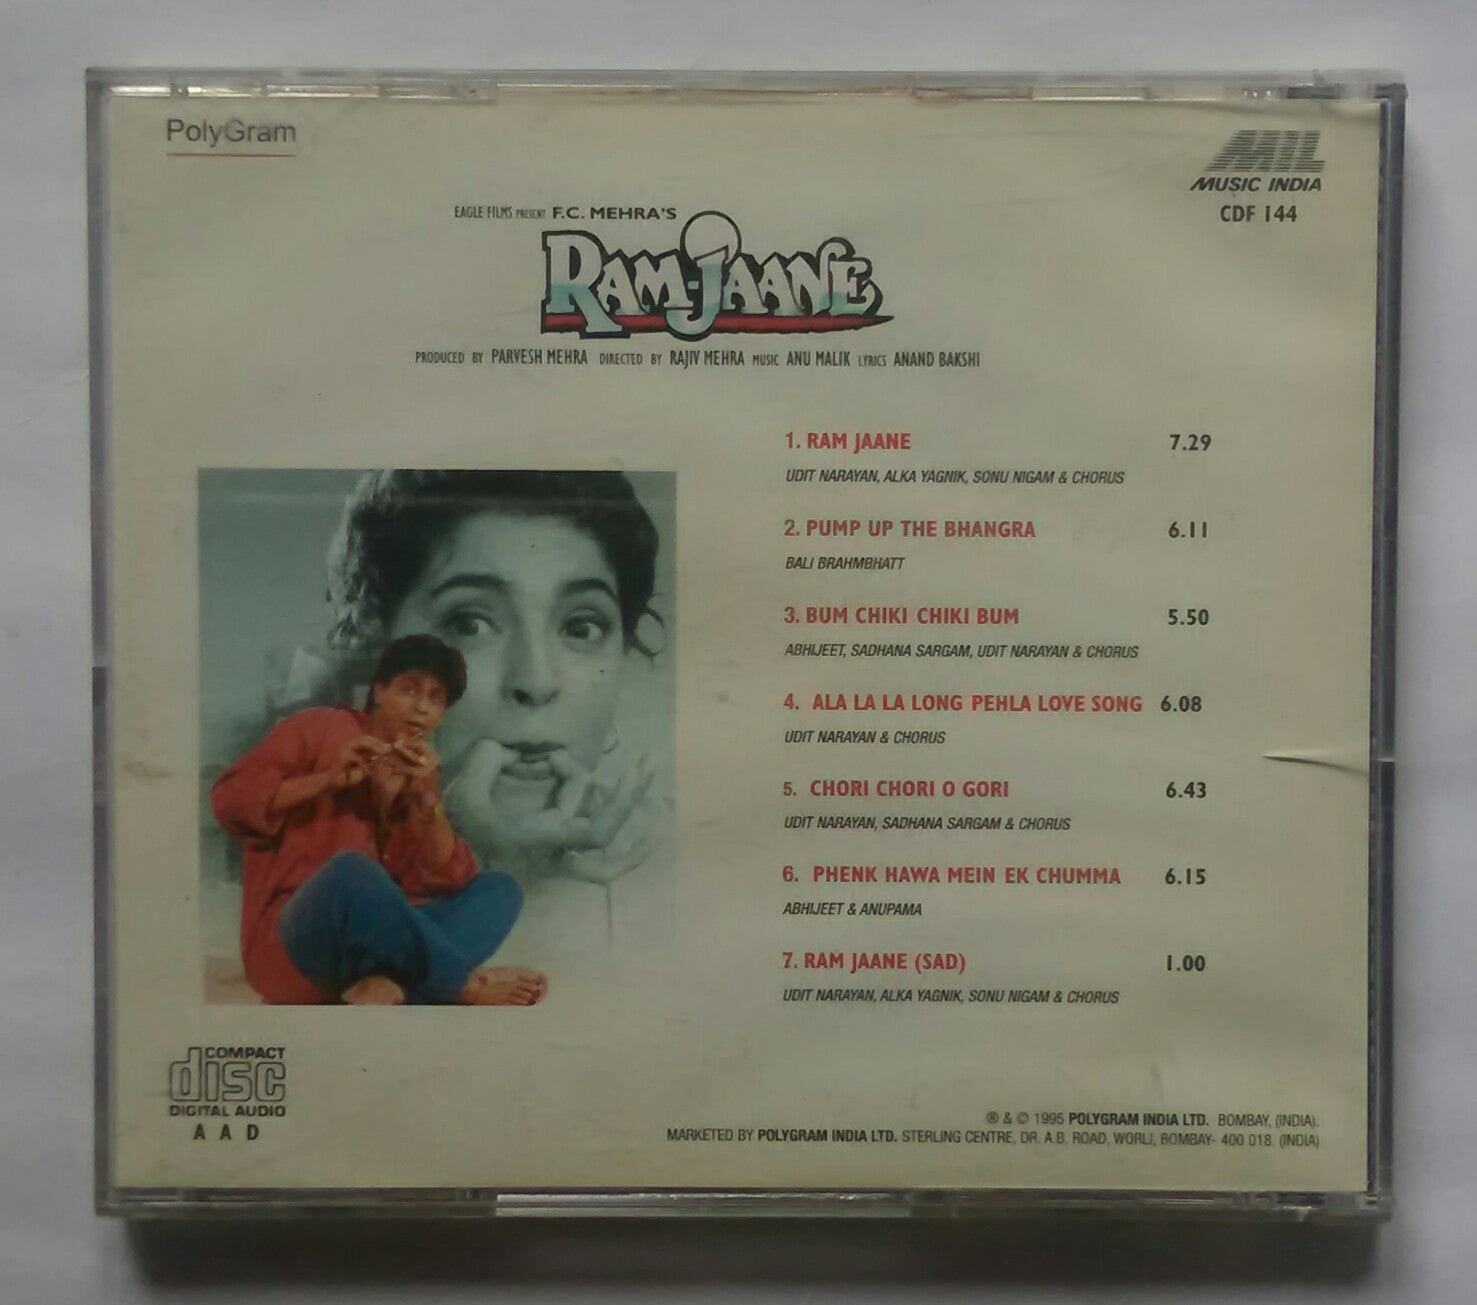 PolyGram
MIL
MUSIC INDIA
CDF 144
EAGLE FILMS PRESENT F.C. MEHRA'S
RAM-JAANE
PRODUCED BY PARVESH MEHRA DIRECTED BY RAJIV MEHRA MUSIC ANU MALIK LYRICS ANAND BAKSHI
1. RAM JAANE 7.29
UDIT NARAYAN, ALKA YAGNIK, SONU NIGAM & CHORUS
2. PUMP UP THE BHANGRA 6.11
BALI BRAHMBHATT
3. BUM CHIKI CHIKI BUM 5.50
ABHIJEET, SADHANA SARGAM, UDIT NARAYAN & CHORUS
4. ALA LA LA LONG PEHLA LOVE SONG 6.08
UDIT NARAYAN & CHORUS
5. CHORI CHORI O GORI 6.43
UDIT NARAYAN, SADHANA SARGAM & CHORUS
6. PHENK HAWA MEIN EK CHUMMA 6.15
ABHIJEET & ANUPAMA
7. RAM JAANE (SAD) 1.00
UDIT NARAYAN, ALKA YAGNIK, SONU NIGAM & CHORUS
COMPACT
disc
DIGITAL AUDIO
A A D
℗ & © 1995 POLYGRAM INDIA LTD. BOMBAY, (INDIA).
MARKETED BY POLYGRAM INDIA LTD. STERLING CENTRE, DR. A.B. ROAD, WORLI, BOMBAY- 400 018. (INDIA)